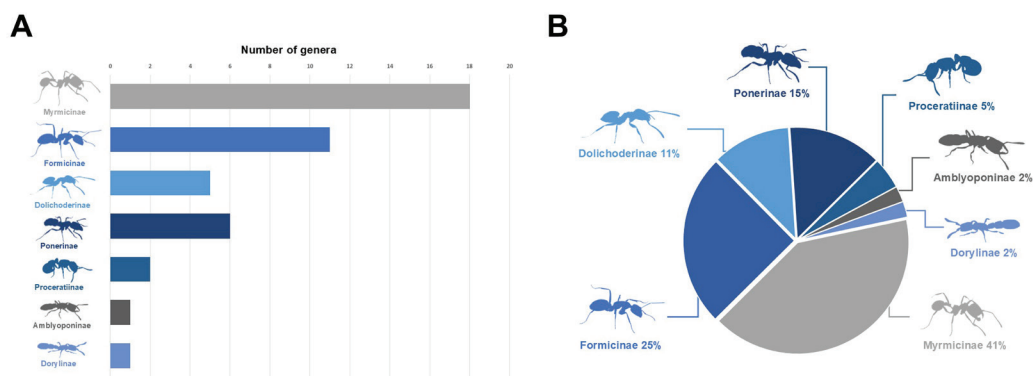 A
Number of genera
0 2 4 6 8 10 12 14 16 18 20
Myrmicinae
Formicinae
Dolichoderinae
Ponerinae
Proceratiinae
Amblyoponinae
Dorylinae
B
Ponerinae 15%
Proceratiinae 5%
Dolichoderinae 11%
Amblyoponinae 2%
Dorylinae 2%
Formicinae 25%
Myrmicinae 41%